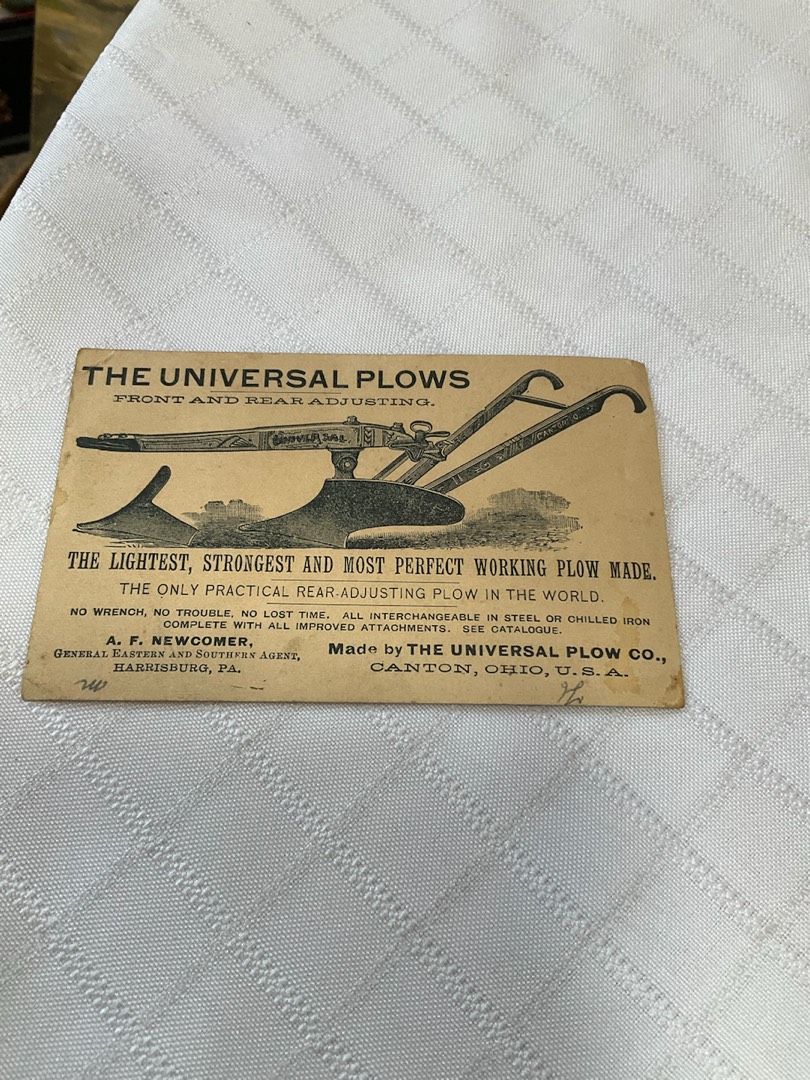 THE UNIVERSAL PLOWS
FRONT AND REAR ADJUSTING.
UNIVERSAL.
CANTON O.
THE LIGHTEST, STRONGEST AND MOST PERFECT WORKING PLOW MADE.
THE ONLY PRACTICAL REAR-ADJUSTING PLOW IN THE WORLD.
NO WRENCH, NO TROUBLE, NO LOST TIME. ALL INTERCHANGEABLE IN STEEL OR CHILLED IRON
COMPLETE WITH ALL IMPROVED ATTACHMENTS. SEE CATALOGUE.
A. F. NEWCOMER,
GENERAL EASTERN AND SOUTHERN AGENT,
HARRISBURG, PA.
Made by THE UNIVERSAL PLOW CO.,
CANTON, OHIO, U.S.A.